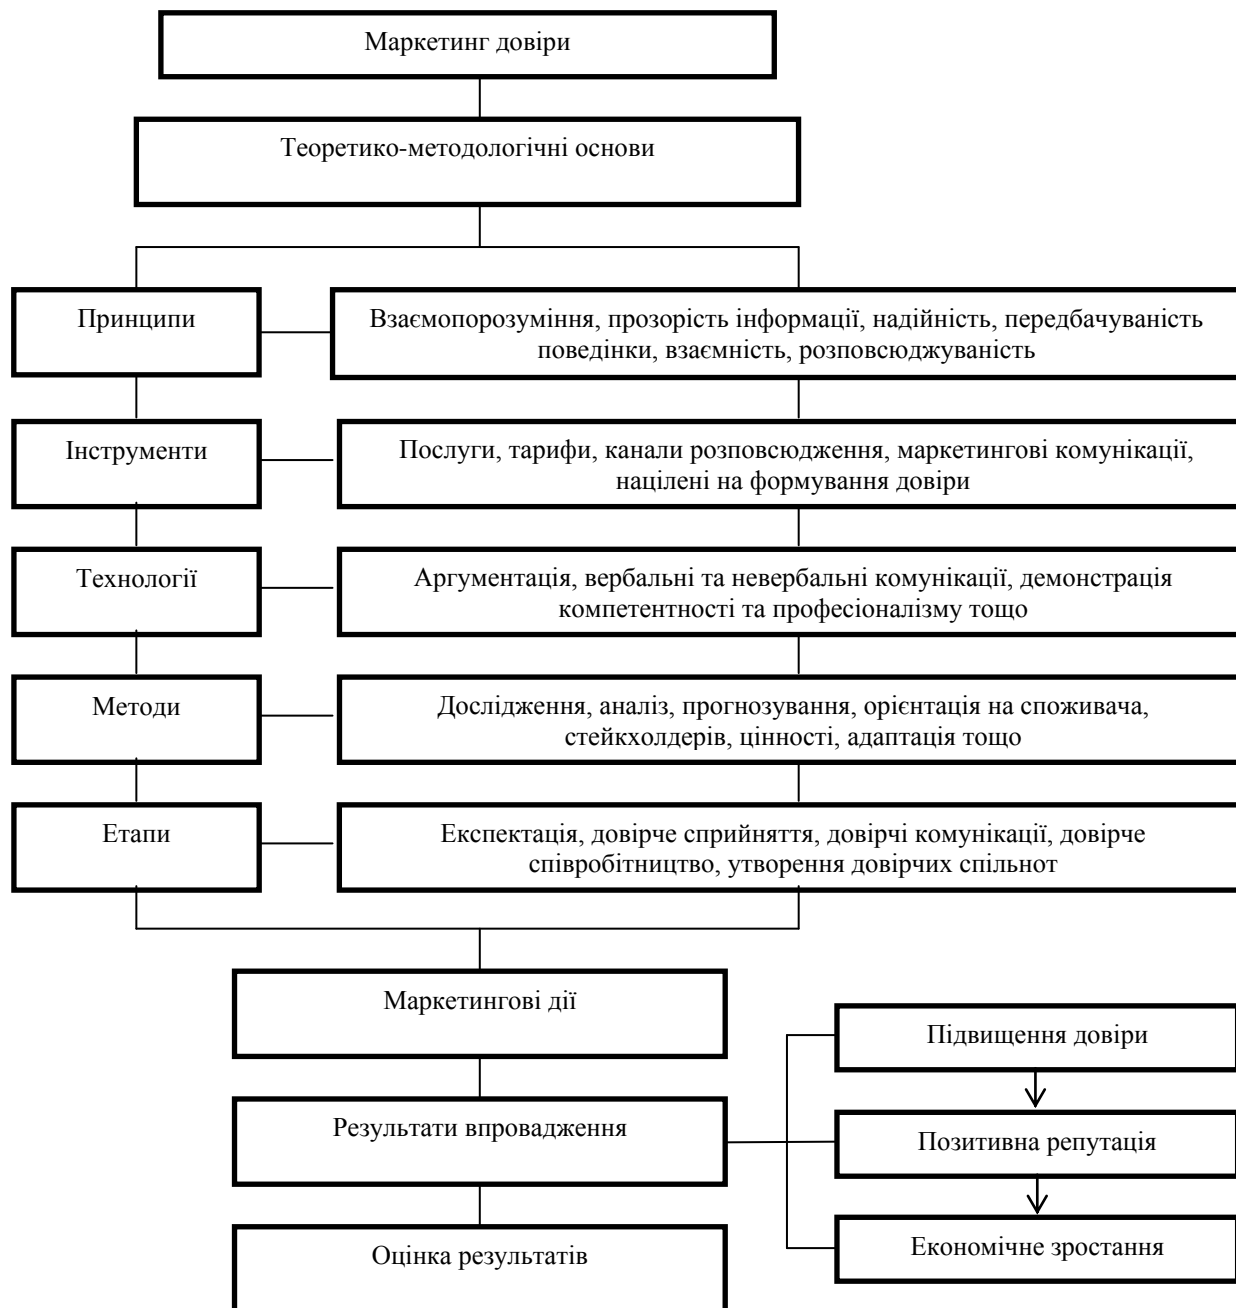 Маркетинг довіри
Теоретико-методологічні основи
Принципи
Взаємопорозуміння, прозорість інформації, надійність, передбачуваність
поведінки, взаємність, розповсюджуваність
Інструменти
Послуги, тарифи, канали розповсюдження, маркетингові комунікації,
націлені на формування довіри
Технології
Аргументація, вербальні та невербальні комунікації, демонстрація
компетентності та професіоналізму тощо
Методи
Дослідження, аналіз, прогнозування, орієнтація на споживача,
стейкхолдерів, цінності, адаптація тощо
Етапи
Експектація, довірче сприйняття, довірчі комунікації, довірче
співробітництво, утворення довірчих спільнот
Маркетингові дії
Підвищення довіри
Результати впровадження
Позитивна репутація
Оцінка результатів
Економічне зростання